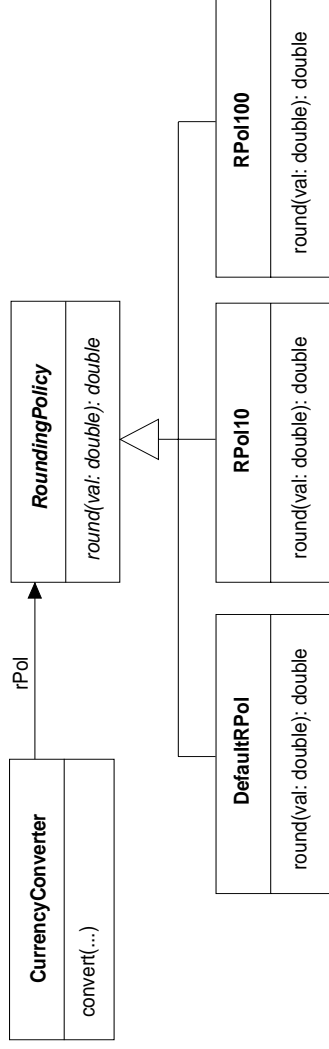 CurrencyConverter
convert(...)
rPol
RoundingPolicy
round(val: double): double
DefaultRPol
round(val: double): double
RPol10
round(val: double): double
RPol100
round(val: double): double